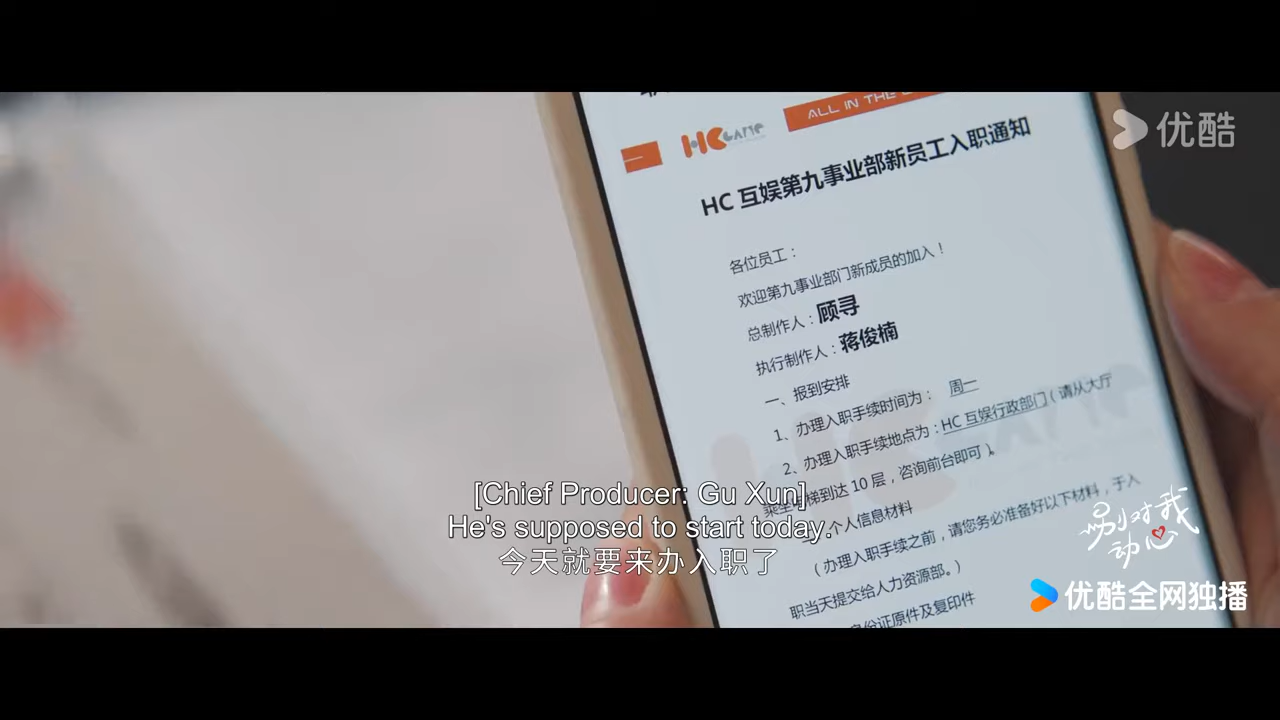 ALL IN THE
HC GAME
优酷
HC 互娱第九事业部新员工入职通知
各位员工：
欢迎第九事业部门新成员的加入！
总制作人：顾寻
执行制作人：蒋俊楠
一、报到安排
1、办理入职手续时间为： 周一
2、办理入职手续地点为：HC 互娱行政部门（请从大厅
乘坐电梯到达 10 层，咨询前台即可）。
个人信息材料
（办理入职手续之前，请您务必准备好以下材料，于入
职当天提交给人力资源部。）
身份证原件及复印件
[Chief Producer: Gu Xun]
He's supposed to start today.
今天就要来办入职了
别对我
动心
优酷全网独播